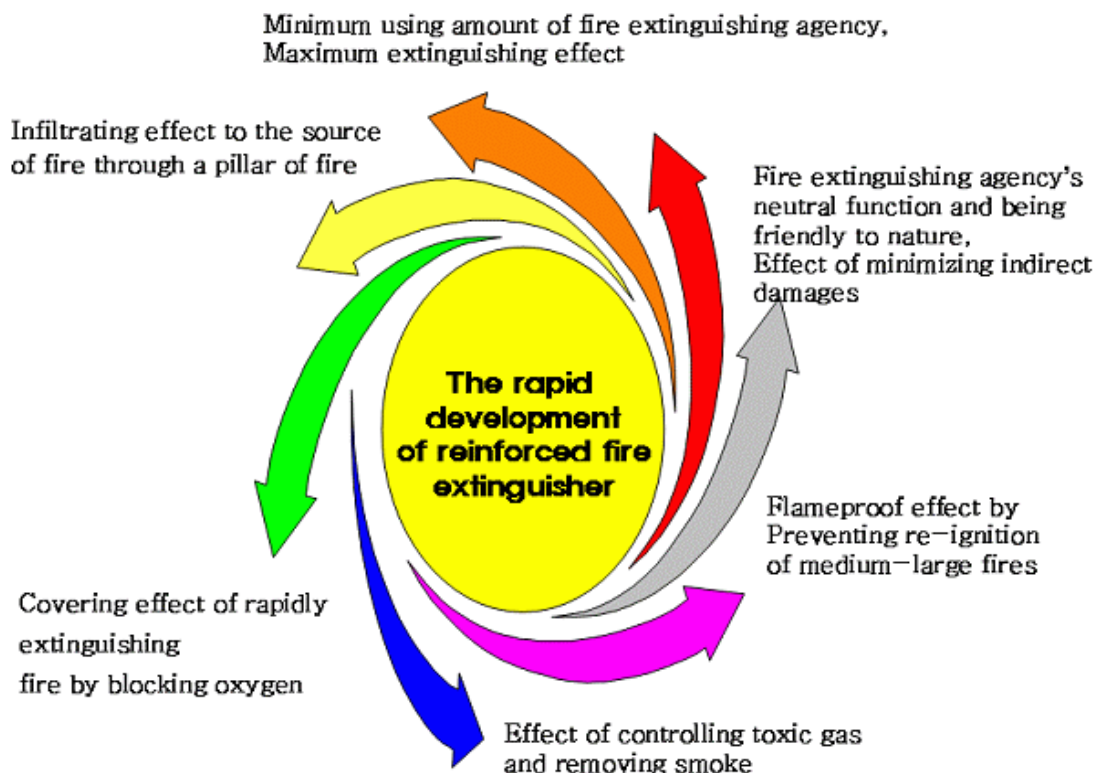 Minimum using amount of fire extinguishing agency,
Maximum extinguishing effect
Infiltrating effect to the source
of fire through a pillar of fire
Fire extinguishing agency's
neutral function and being
friendly to nature,
Effect of minimizing indirect
damages
The rapid
development
of reinforced fire
extinguisher
Flameproof effect by
Preventing re-ignition
of medium-large fires
Covering effect of rapidly
extinguishing
fire by blocking oxygen
Effect of controlling toxic gas
and removing smoke